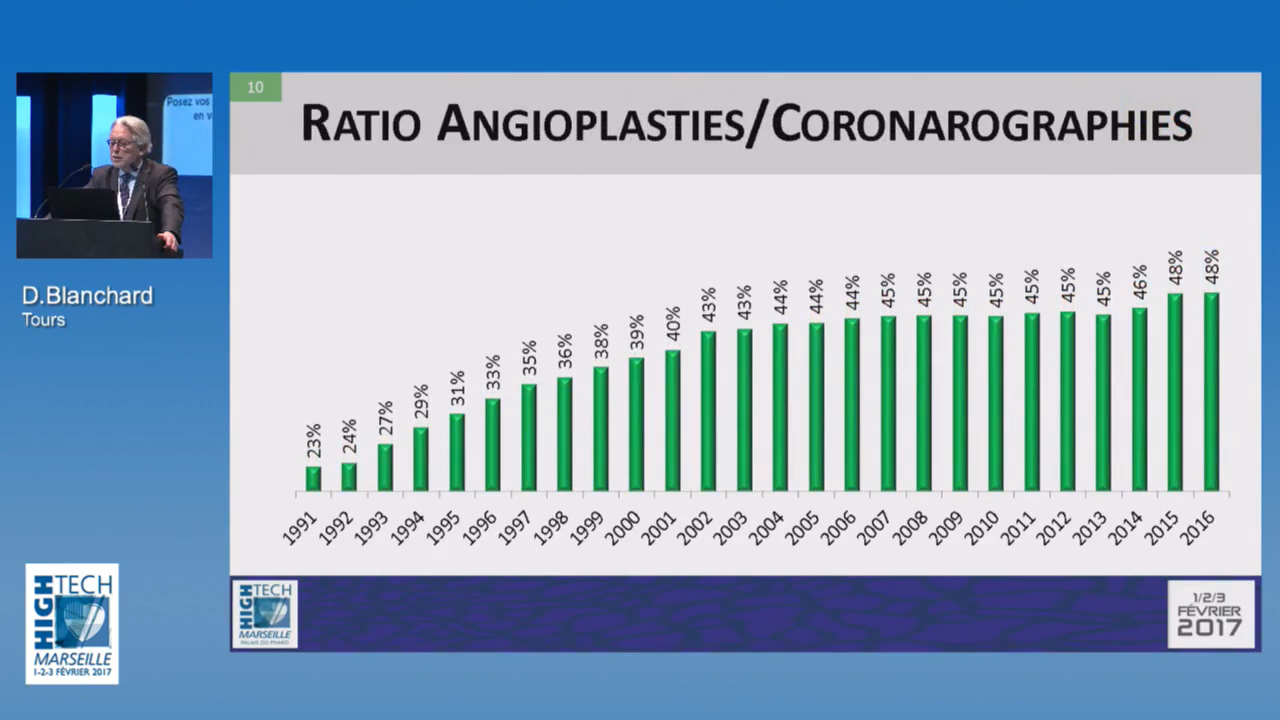 Posez vos
en v
D.Blanchard
Tours
HIGH TECH
MARSEILLE
1-2-3 FÉVRIER 2017
10
RATIO ANGIOPLASTIES/CORONAROGRAPHIES
23% 24% 27% 29% 31% 33% 35% 36% 38% 39% 40% 43% 43% 44% 44% 44% 45% 45% 45% 45% 45% 45% 45% 46% 48% 48%
1991 1992 1993 1994 1995 1996 1997 1998 1999 2000 2001 2002 2003 2004 2005 2006 2007 2008 2009 2010 2011 2012 2013 2014 2015 2016
HIGH TECH
MARSEILLE
PALAIS DU PHARO
1/2/3
FÉVRIER
2017